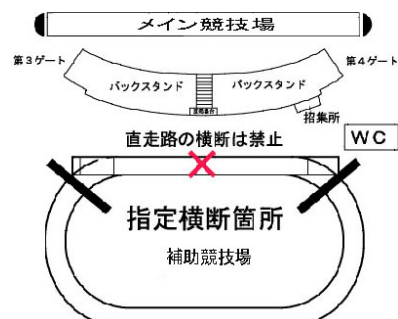 メイン競技場
第3ゲート
第4ゲート
バックスタンド
バックスタンド
招集所
直走路の横断は禁止
WC
指定横断箇所
補助競技場